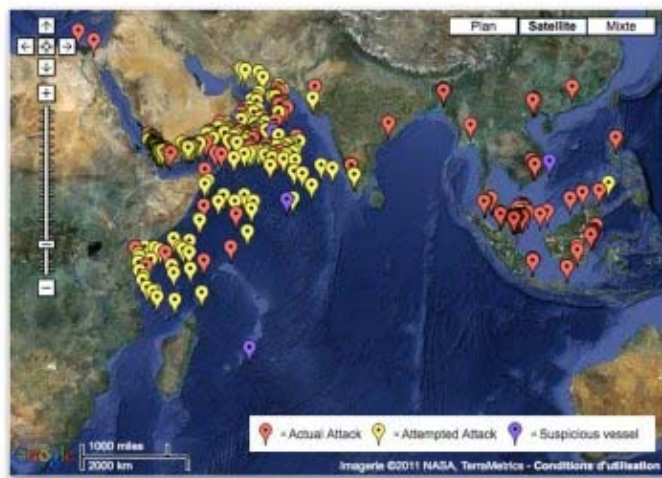 Plan Satellite Mixte
= Actual Attack = Attempted Attack = Suspicious vessel
Google
1000 miles
2000 km
Imagerie ©2011 NASA, TerraMetrics - Conditions d'utilisation